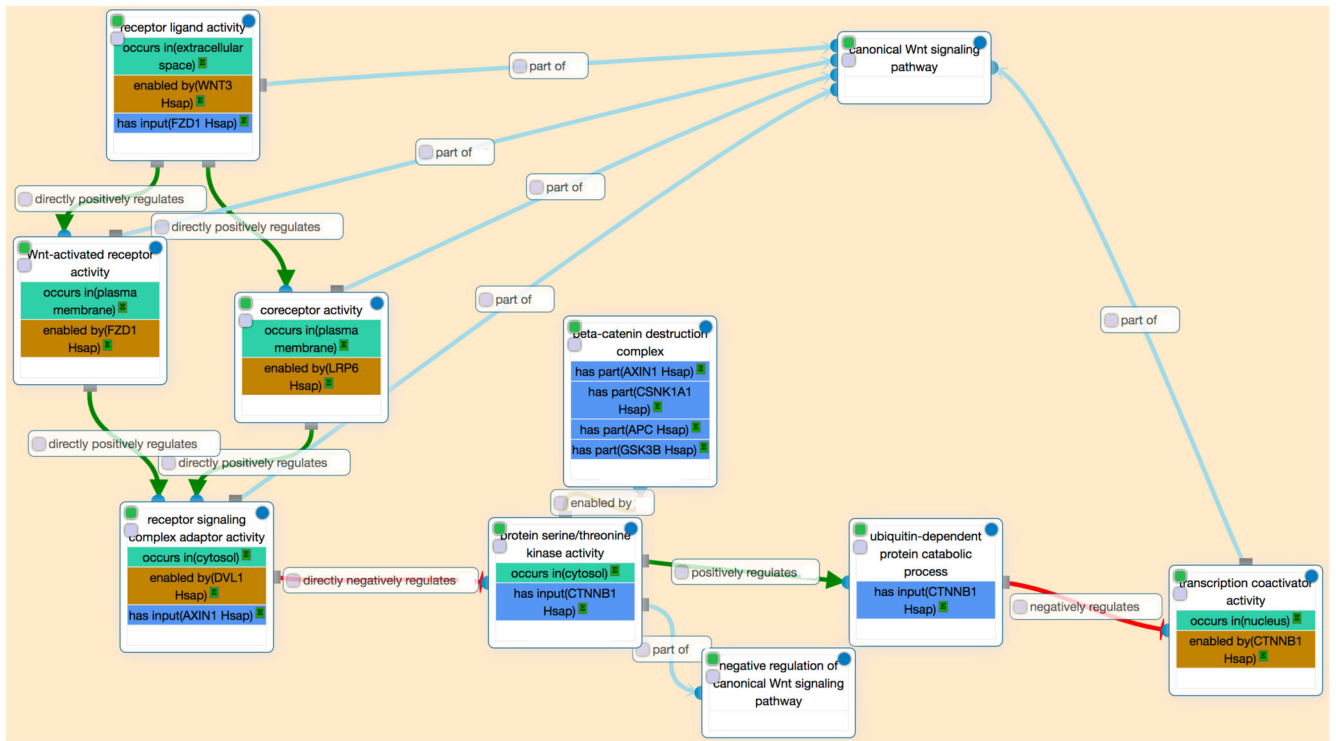 receptor ligand activity
occurs in(extracellular
space) E
enabled by(WNT3
Hsap) E
has input(FZD1 Hsap) E
part of
canonical Wnt signaling
pathway
part of
part of
directly positively regulates
directly positively regulates
Wnt-activated receptor
activity
occurs in(plasma
membrane) E
enabled by(FZD1
Hsap) E
coreceptor activity
occurs in(plasma
membrane) E
enabled by(LRP6
Hsap) E
part of
part of
beta-catenin destruction
complex
has part(AXIN1 Hsap) E
has part(CSNK1A1
Hsap) E
has part(APC Hsap) E
has part(GSK3B Hsap) E
directly positively regulates
directly positively regulates
enabled by
receptor signaling
complex adaptor activity
occurs in(cytosol) E
enabled by(DVL1
Hsap) E
has input(AXIN1 Hsap) E
directly negatively regulates
protein serine/threonine
kinase activity
occurs in(cytosol) E
has input(CTNNB1
Hsap) E
positively regulates
ubiquitin-dependent
protein catabolic
process
has input(CTNNB1
Hsap) E
negatively regulates
transcription coactivator
activity
occurs in(nucleus) E
enabled by(CTNNB1
Hsap) E
part of
negative regulation of
canonical Wnt signaling
pathway